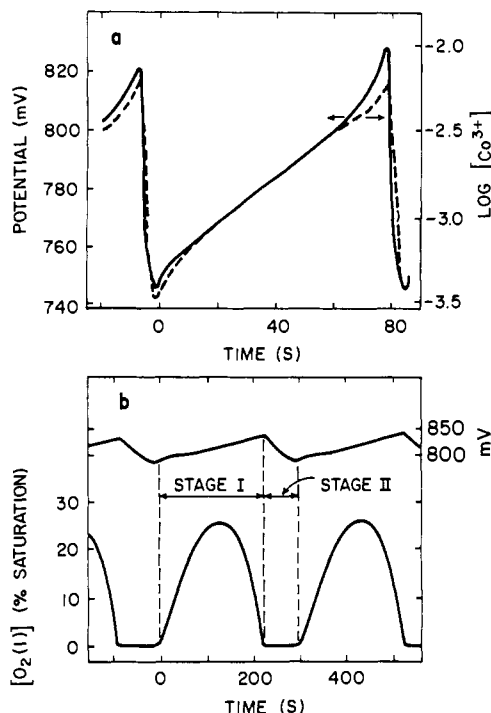 a
POTENTIAL (mV)
820
800
780
760
740
-2.0
-2.5
-3.0
-3.5
LOG [Co3+]
0
40
80
TIME (S)
b
850
800
mV
STAGE I
STAGE II
[O2(l)] (% SATURATION)
30
20
10
0
0
200
400
TIME (S)